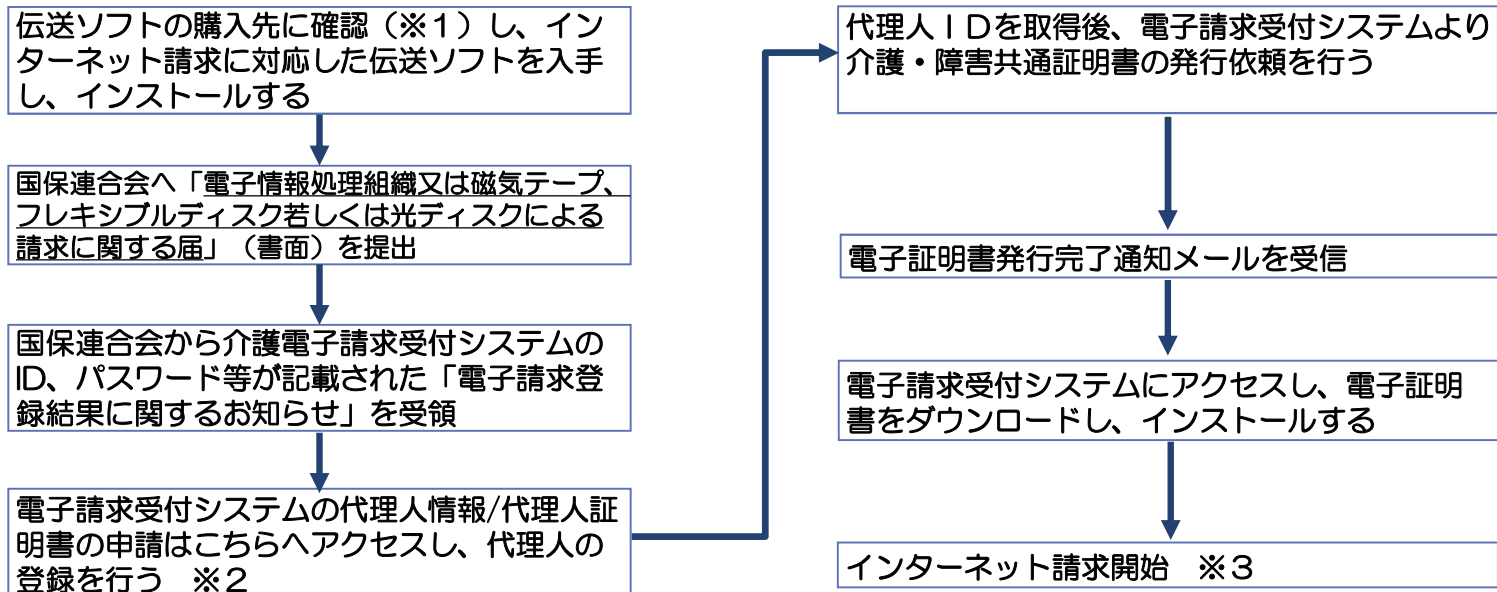 伝送ソフトの購入先に確認（※１）し、イン
ターネット請求に対応した伝送ソフトを入手
し、インストールする
国保連合会へ「電子情報処理組織又は磁気テープ、
フレキシブルディスク若しくは光ディスクによる
請求に関する届」（書面）を提出
国保連合会から介護電子請求受付システムの
ID、パスワード等が記載された「電子請求登
録結果に関するお知らせ」を受領
電子請求受付システムの代理人情報/代理人証
明書の申請はこちらへアクセスし、代理人の
登録を行う　※２
代理人ＩＤを取得後、電子請求受付システムより
介護・障害共通証明書の発行依頼を行う
電子証明書発行完了通知メールを受信
電子請求受付システムにアクセスし、電子証明
書をダウンロードし、インストールする
インターネット請求開始　※３